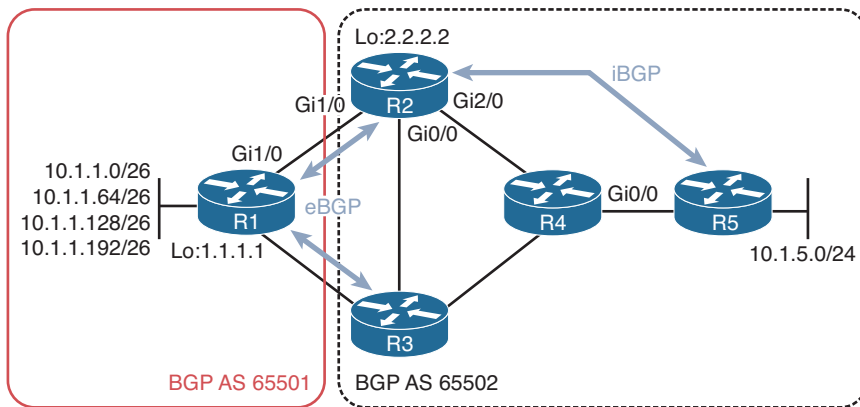 Lo:2.2.2.2
iBGP
Gi1/0
R2
Gi2/0
Gi0/0
Gi1/0
10.1.1.0/26
10.1.1.64/26
10.1.1.128/26
10.1.1.192/26
R1
eBGP
Lo:1.1.1.1
R4
Gi0/0
R5
10.1.5.0/24
R3
BGP AS 65501
BGP AS 65502